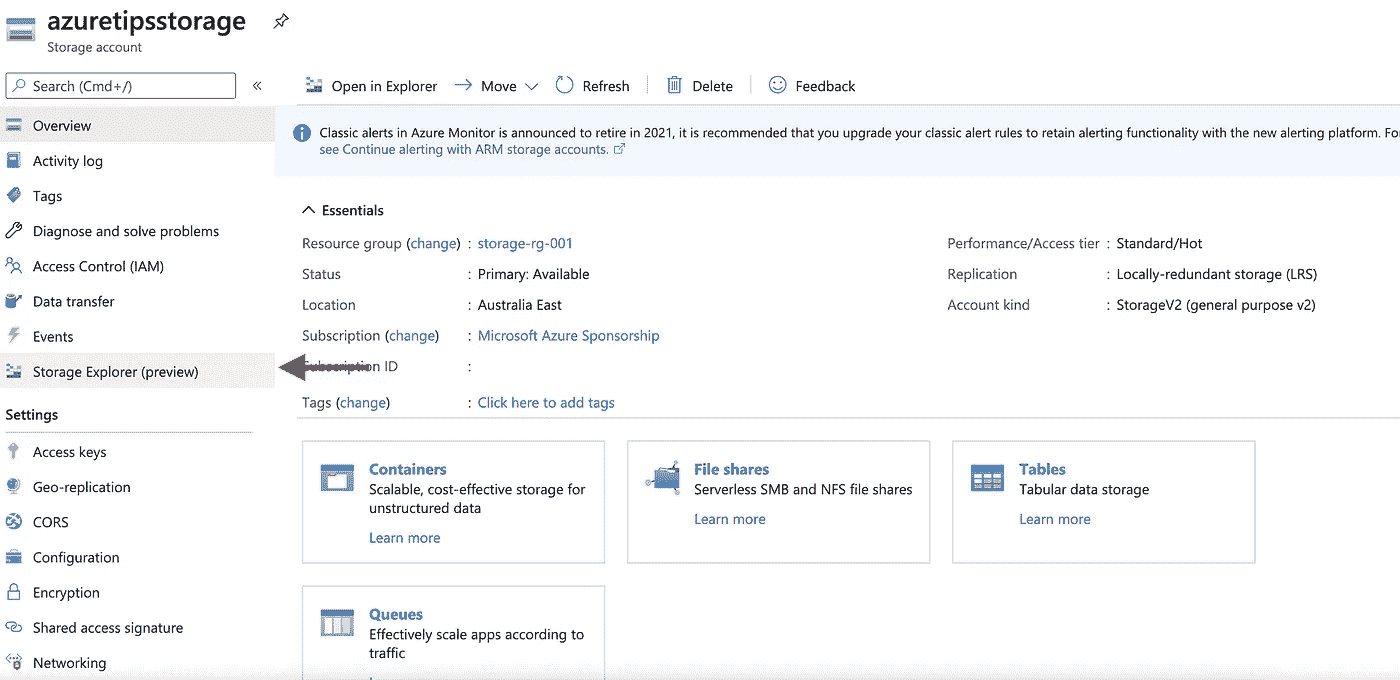 azuretipsstorage
Storage account
Search (Cmd+/)
«
Overview
Activity log
Tags
Diagnose and solve problems
Access Control (IAM)
Data transfer
Events
Storage Explorer (preview)
Settings
Access keys
Geo-replication
CORS
Configuration
Encryption
Shared access signature
Networking
Open in Explorer Move Refresh Delete Feedback
Classic alerts in Azure Monitor is announced to retire in 2021, it is recommended that you upgrade your classic alert rules to retain alerting functionality with the new alerting platform. Fo
see Continue alerting with ARM storage accounts.
Essentials
Resource group (change) : storage-rg-001
Status : Primary: Available
Location : Australia East
Subscription (change) : Microsoft Azure Sponsorship
Subscription ID :
Tags (change) : Click here to add tags
Performance/Access tier : Standard/Hot
Replication : Locally-redundant storage (LRS)
Account kind : StorageV2 (general purpose v2)
Containers
Scalable, cost-effective storage for
unstructured data
Learn more
File shares
Serverless SMB and NFS file shares
Learn more
Tables
Tabular data storage
Learn more
Queues
Effectively scale apps according to
traffic